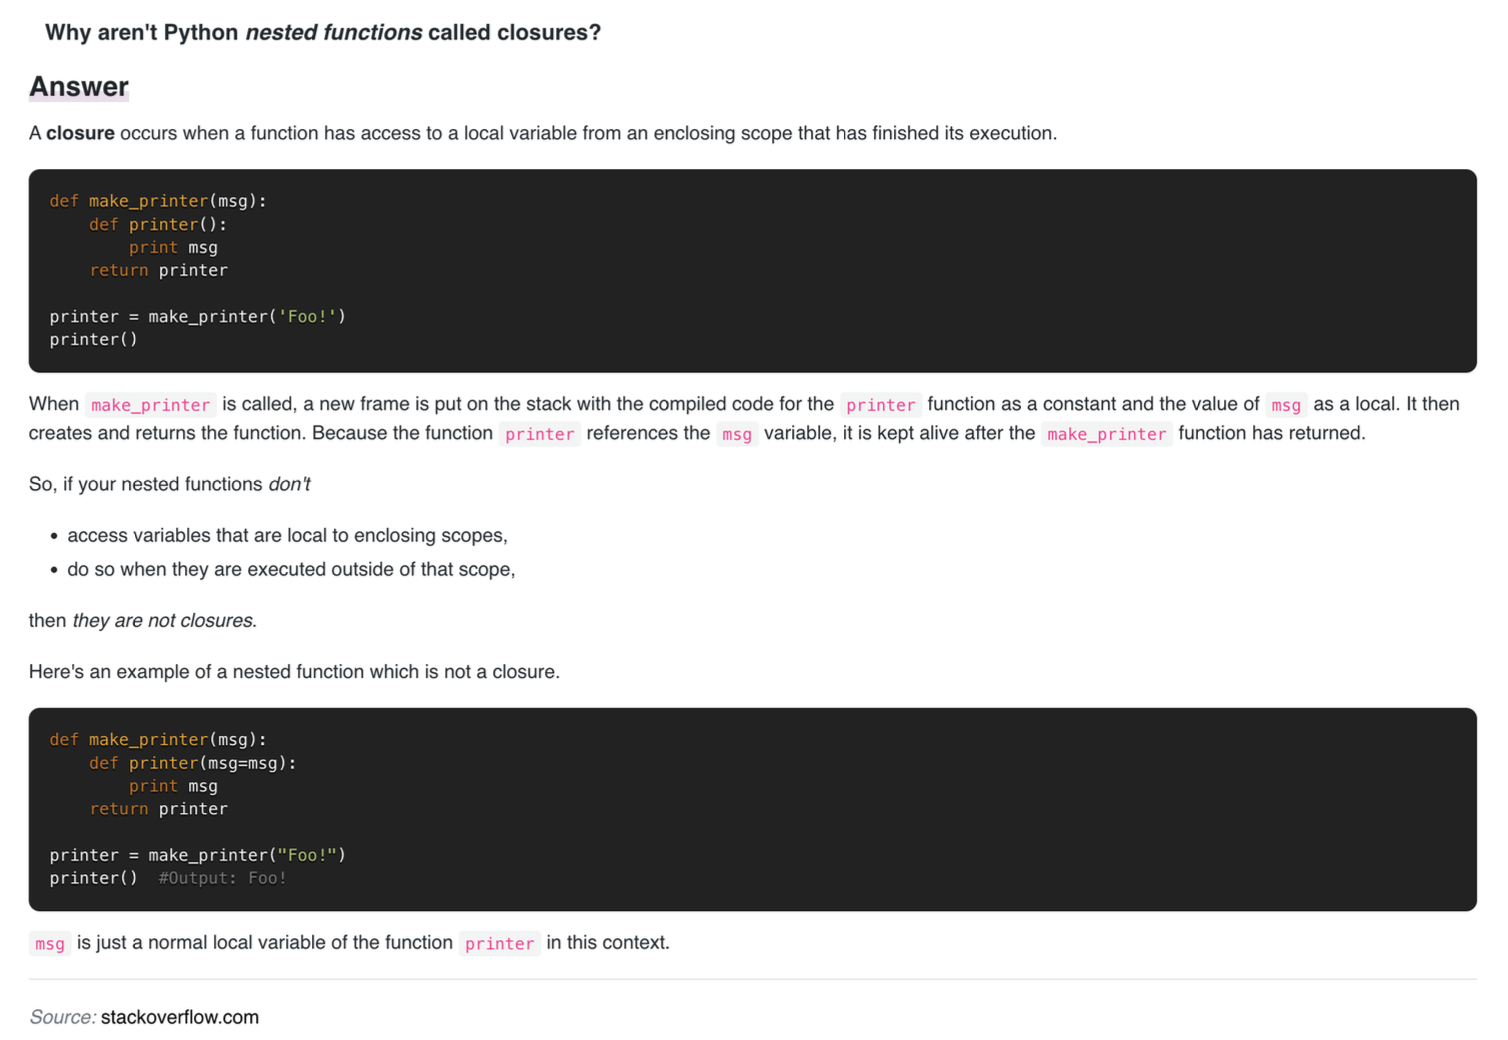 Why aren't Python nested functions called closures?
Answer
A closure occurs when a function has access to a local variable from an enclosing scope that has finished its execution.
def make_printer(msg):
    def printer():
        print msg
    return printer

printer = make_printer('Foo!')
printer()
When make_printer is called, a new frame is put on the stack with the compiled code for the printer function as a constant and the value of msg as a local. It then
creates and returns the function. Because the function printer references the msg variable, it is kept alive after the make_printer function has returned.
So, if your nested functions don't
• access variables that are local to enclosing scopes,
• do so when they are executed outside of that scope,
then they are not closures.
Here's an example of a nested function which is not a closure.
def make_printer(msg):
    def printer(msg=msg):
        print msg
    return printer

printer = make_printer("Foo!")
printer()  #Output: Foo!
msg is just a normal local variable of the function printer in this context.
Source: stackoverflow.com